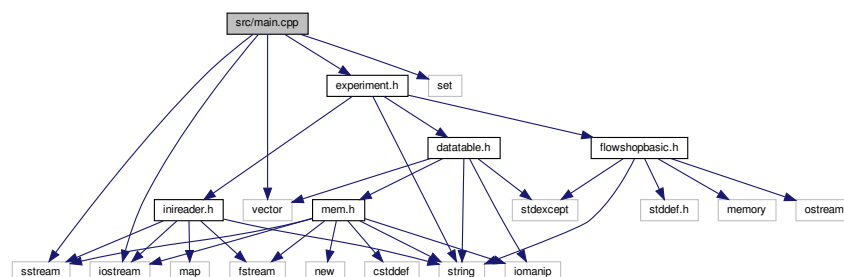 src/main.cpp
experiment.h
set
datatable.h
flowshopbasic.h
inireader.h
vector
mem.h
stdexcept
stddef.h
memory
ostream
sstream
iostream
map
fstream
new
cstddef
string
iomanip